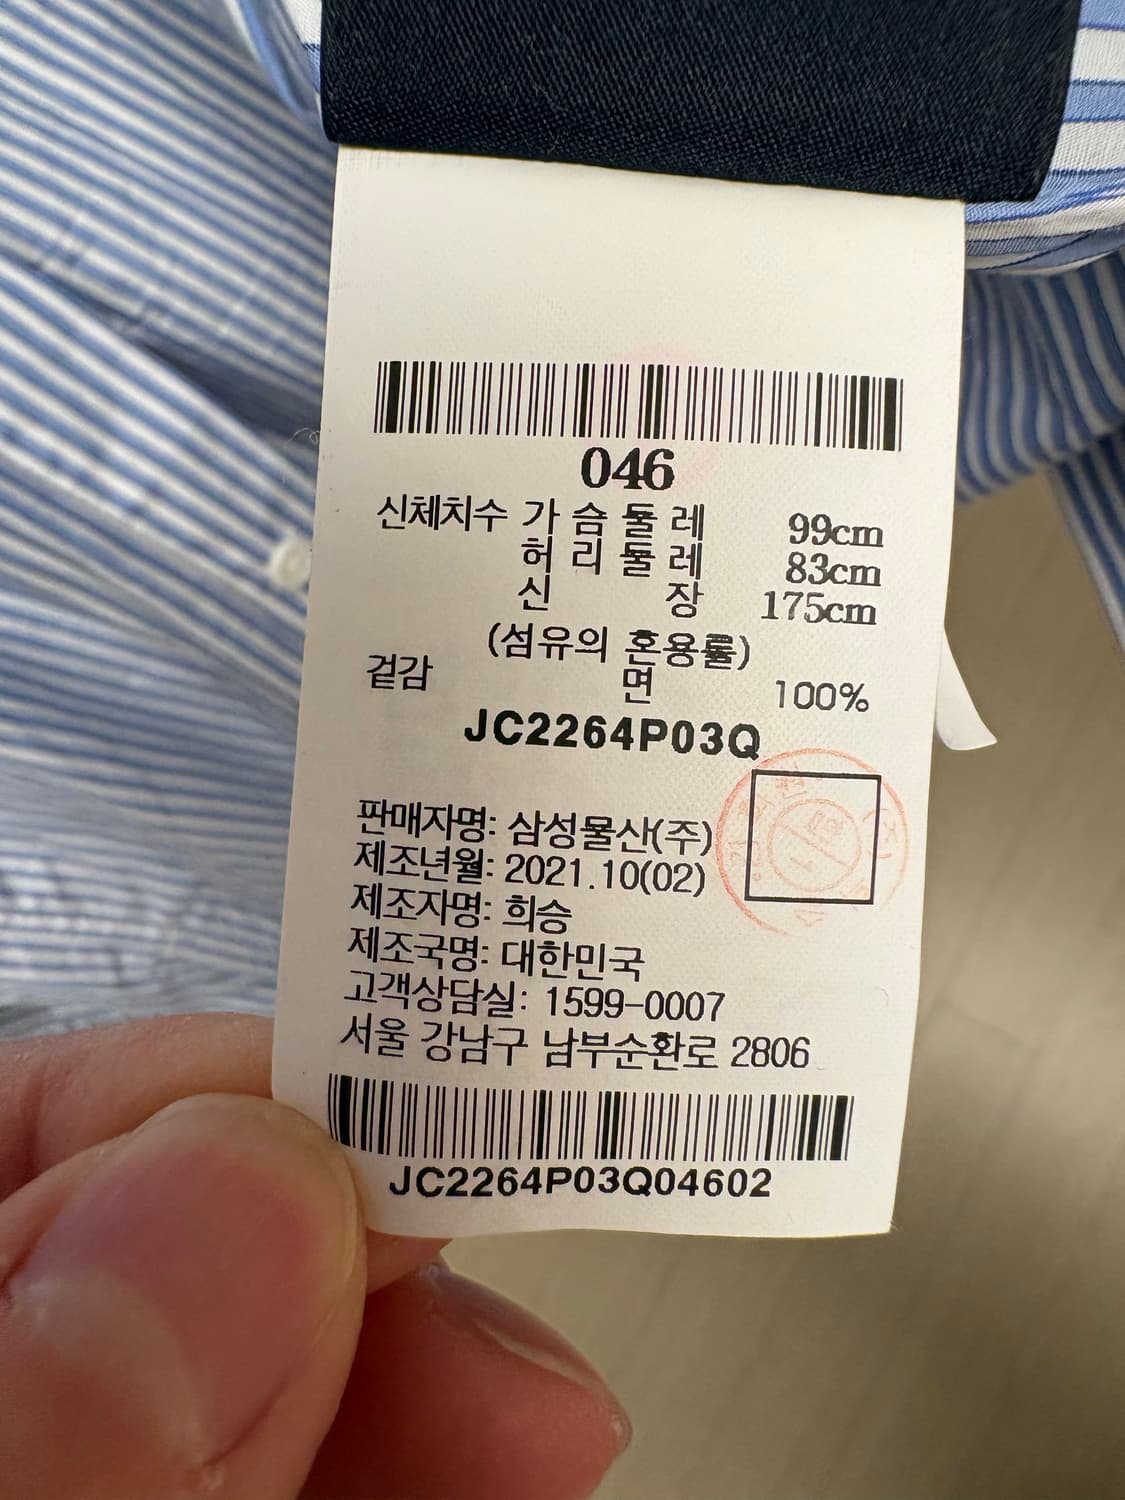 046
신체치수 가슴둘레 99cm
허리둘레 83cm
신장 175cm
(섬유의 혼용률)
겉감 면 100%
JC2264P03Q
판매자명: 삼성물산(주)
제조년월: 2021.10(02)
제조자명: 희승
제조국명: 대한민국
고객상담실: 1599-0007
서울 강남구 남부순환로 2806
JC2264P03Q04602